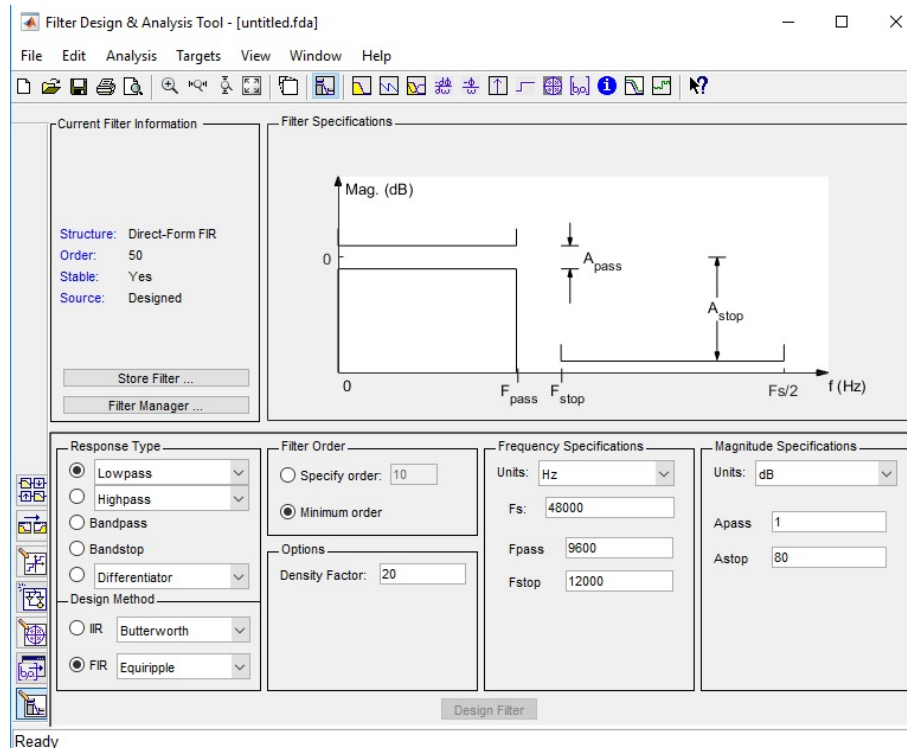 Filter Design & Analysis Tool - [untitled.fda]
File Edit Analysis Targets View Window Help
Current Filter Information
Structure: Direct-Form FIR
Order: 50
Stable: Yes
Source: Designed
Store Filter ...
Filter Manager ...
Filter Specifications
Mag. (dB)
0
A pass
A stop
0
F pass
F stop
Fs/2
f (Hz)
Response Type
Lowpass
Highpass
Bandpass
Bandstop
Differentiator
Design Method
IIR Butterworth
FIR Equiripple
Filter Order
Specify order: 10
Minimum order
Options
Density Factor: 20
Frequency Specifications
Units: Hz
Fs: 48000
Fpass 9600
Fstop 12000
Magnitude Specifications
Units: dB
Apass 1
Astop 80
Design Filter
Ready